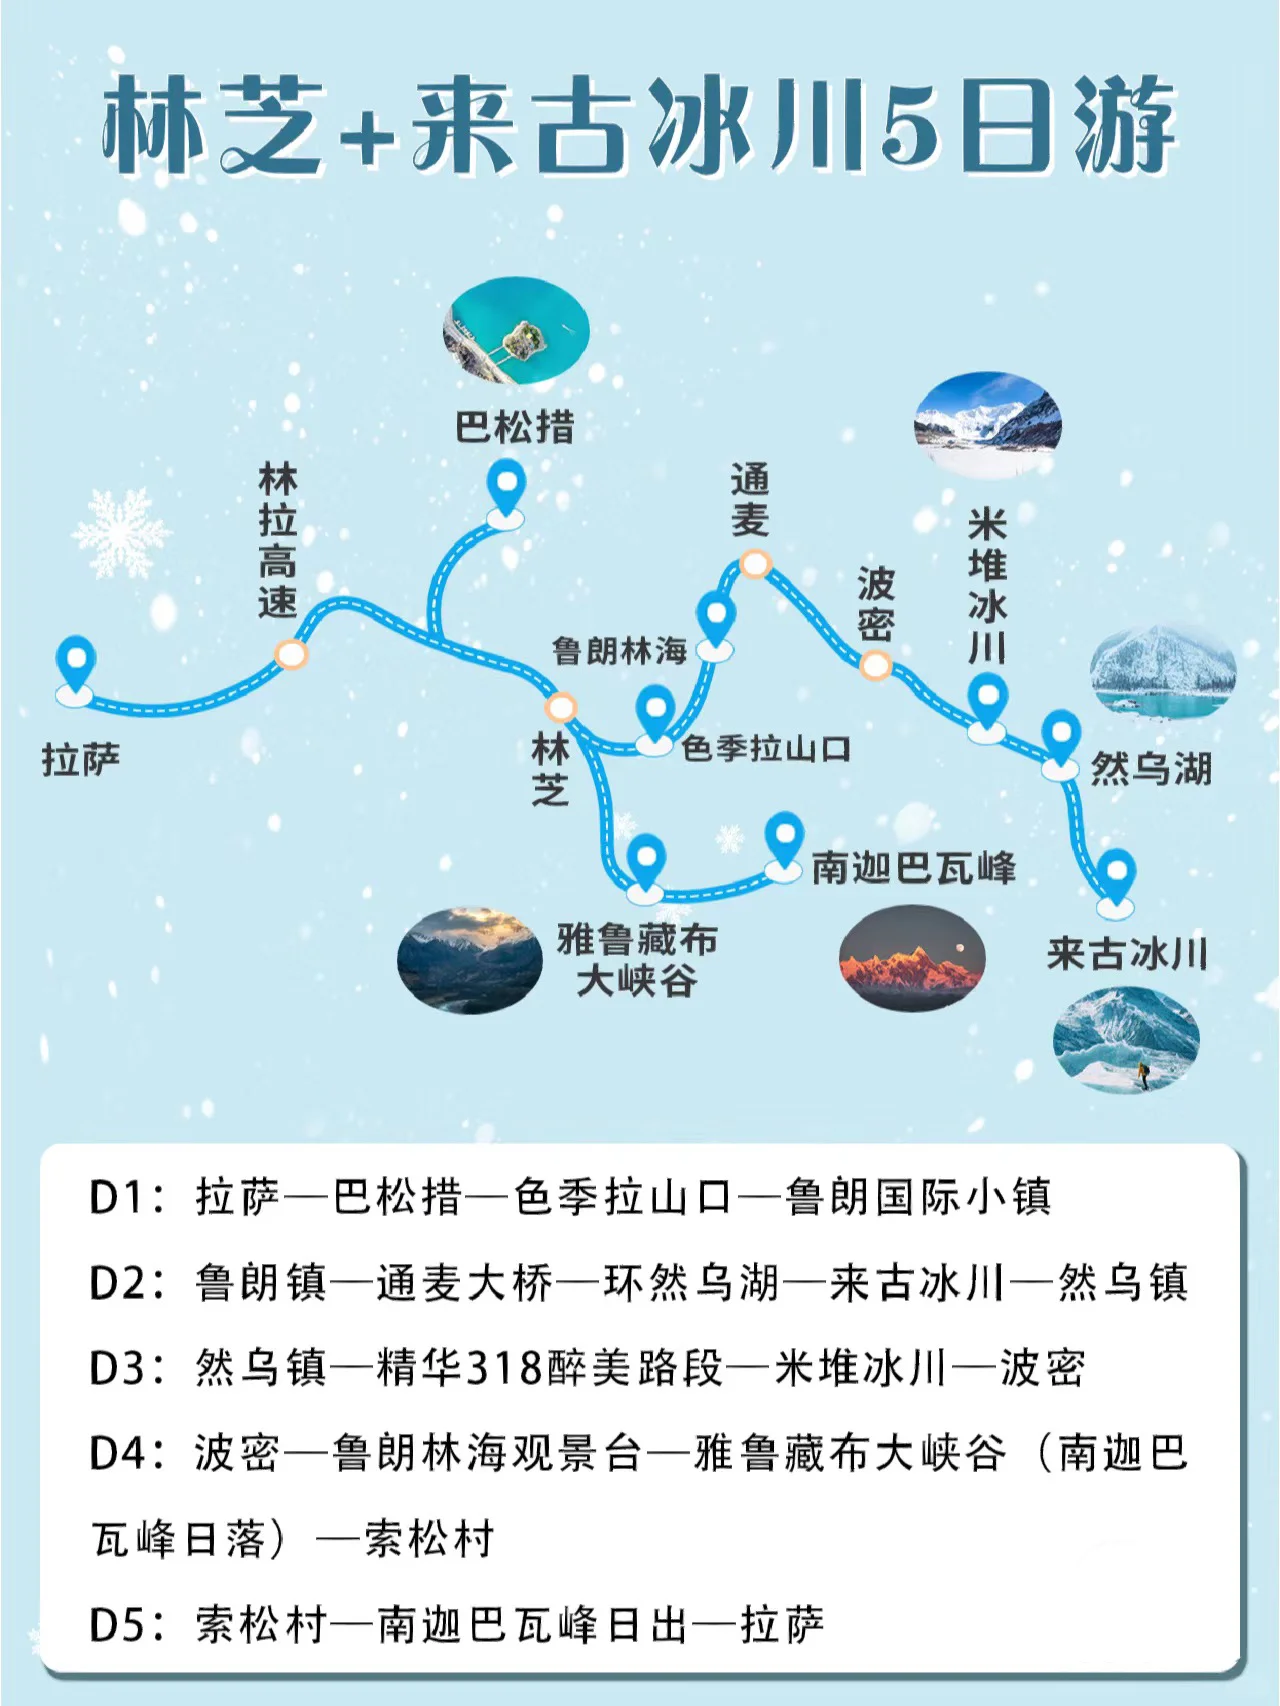 林芝+来古冰川5日游
巴松措
林拉高速
通麦
米堆冰川
波密
鲁朗林海
拉萨
林芝
色季拉山口
然乌湖
南迦巴瓦峰
雅鲁藏布
大峡谷
来古冰川
D1：拉萨—巴松措—色季拉山口—鲁朗国际小镇
D2：鲁朗镇—通麦大桥—环然乌湖—来古冰川—然乌镇
D3：然乌镇—精华318醉美路段—米堆冰川—波密
D4：波密—鲁朗林海观景台—雅鲁藏布大峡谷（南迦巴
瓦峰日落）—索松村
D5：索松村—南迦巴瓦峰日出—拉萨